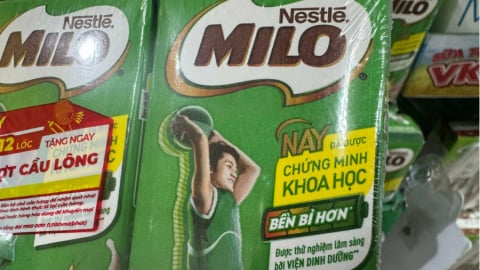 Nestlé.
MILO
12 LỐC
TẶNG NGAY
ỢT CẦU LÔNG
Nestlé.
MILO
NAY ĐÃ ĐƯỢC
CHỨNG MINH
KHOA HỌC
BỀN BỈ HƠN*
Được thử nghiệm lâm sàng
bởi VIỆN DINH DƯỠNG**
SỮA T
VK